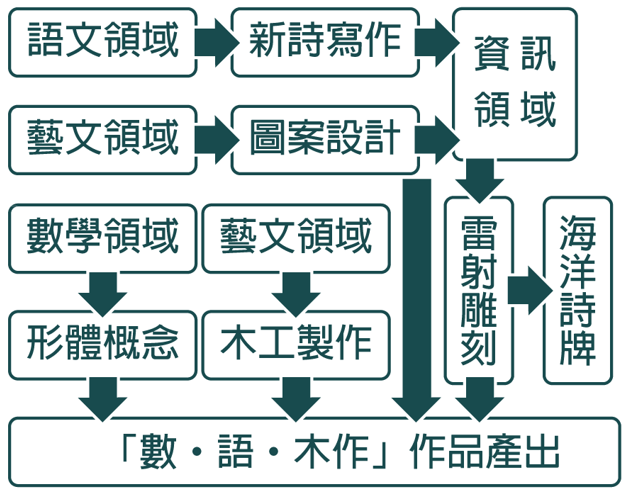 語文領域
新詩寫作
資訊
領域
藝文領域
圖案設計
數學領域
藝文領域
雷射雕刻
海洋詩牌
形體概念
木工製作
「數・語・木作」作品產出